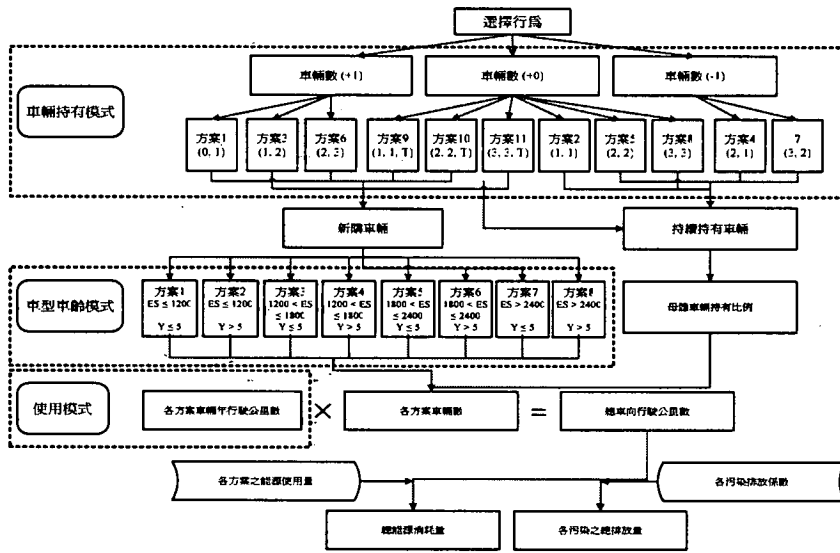 選擇行為
車輛數 (+1)
車輛數 (+0)
車輛數 (-1)
車輛持有模式
方案1
(0, 1)
方案3
(1, 2)
方案6
(2, 3)
方案9
(1, 1, T)
方案10
(2, 2, T)
方案11
(3, 3, T)
方案2
(1, 1)
方案5
(2, 2)
方案8
(3, 3)
方案4
(2, 1)
7
(3, 2)
新購車輛
持續持有車輛
車型車齡模式
方案1
ES ≤ 1200
Y ≤ 5
方案2
ES ≤ 1200
Y > 5
方案3
1200 < ES
≤ 1800
Y ≤ 5
方案4
1200 < ES
≤ 1800
Y > 5
方案5
1800 < ES
≤ 2400
Y ≤ 5
方案6
1800 < ES
≤ 2400
Y > 5
方案7
ES > 2400
Y ≤ 5
方案8
ES > 2400
Y > 5
母體車輛持有比例
使用模式
各方案車輛年行駛公里數
×
各方案車輛數
=
總車向行駛公里數
各方案之能源使用量
各污染排放係數
總能源消耗量
各污染之總排放量